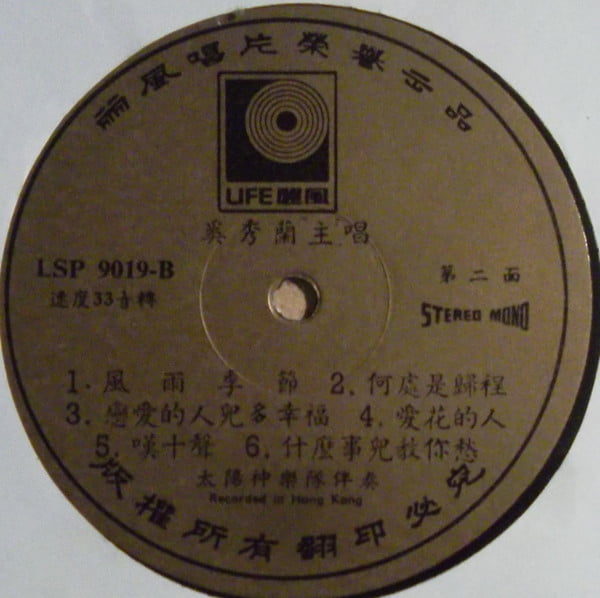 麗風唱片榮譽出品
LIFE 麗風
奚秀蘭主唱
LSP 9019-B
第二面
速度33音轉
STEREO MONO
1. 風雨季節 2. 何處是歸程
3. 戀愛的人兒多幸福 4. 愛花的人
5. 嘆十聲 6. 什麼事兒教你愁
太陽神樂隊伴奏
Recorded in Hong Kong
版權所有翻印必究